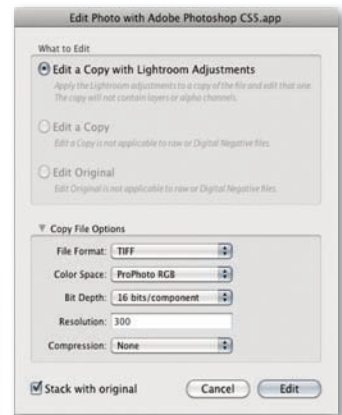 Edit Photo with Adobe Photoshop CS5.app
What to Edit
Edit a Copy with Lightroom Adjustments
Apply the Lightroom adjustments to a copy of the file and edit that one.
The copy will not contain layers or alpha channels.
Edit a Copy
Edit a Copy is not applicable to raw or Digital Negative files
Edit Original
Edit Original is not applicable to raw or Digital Negative files.
Copy File Options
File Format: TIFF
Color Space: ProPhoto RGB
Bit Depth: 16 bits/component
Resolution: 300
Compression: None
Stack with original Cancel Edit